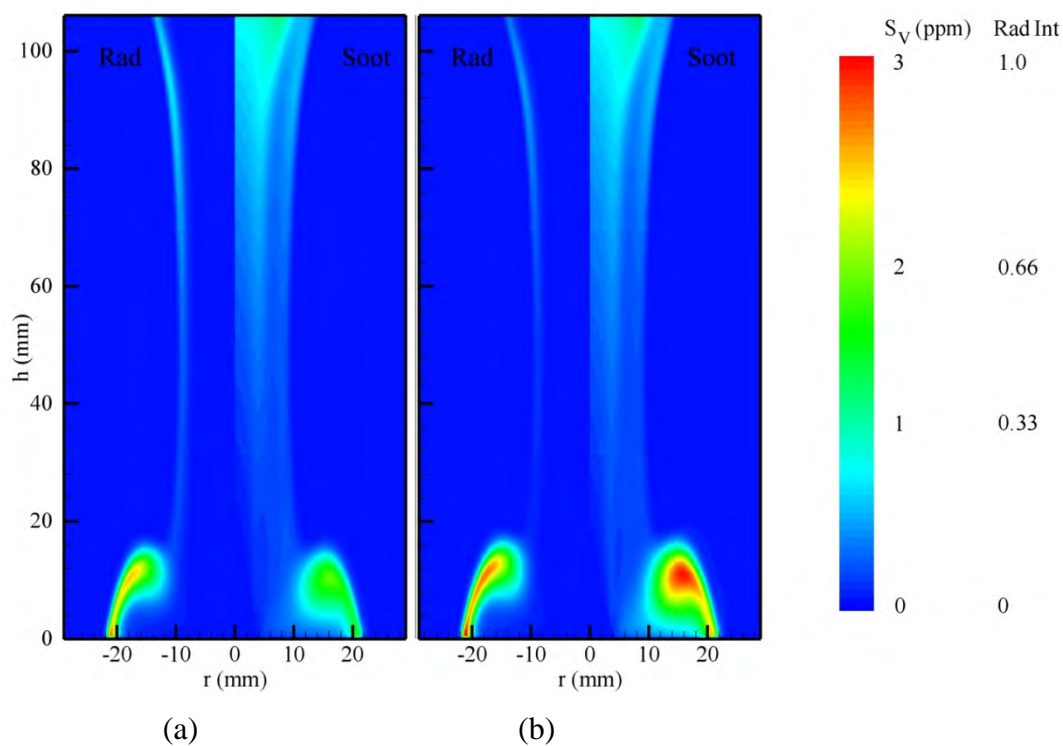 S_V (ppm) Rad Int
100
80
60
40
20
0
h (mm)
Rad
Soot
Rad
Soot
3 1.0
2 0.66
1 0.33
0 0
-20 -10 0 10 20
-20 -10 0 10 20
r (mm)
r (mm)
(a)
(b)